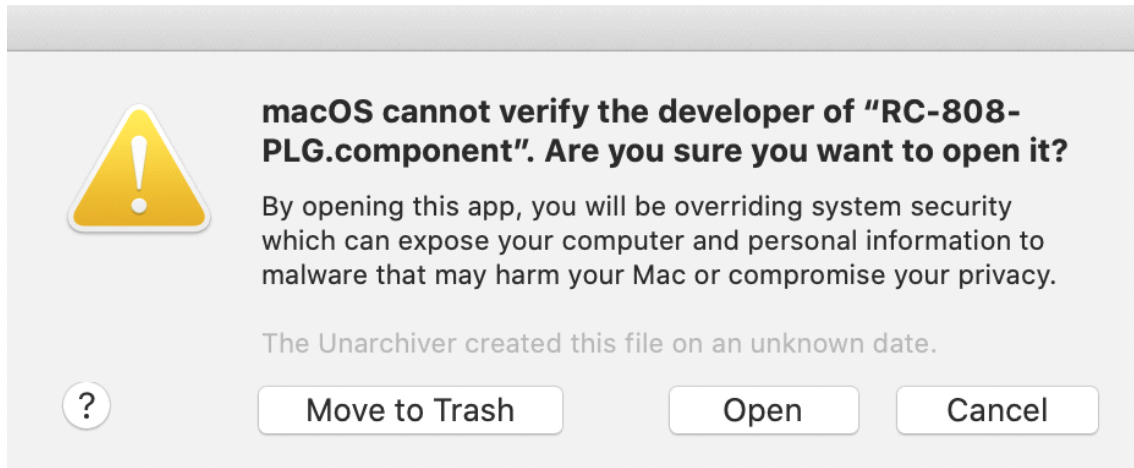 macOS cannot verify the developer of “RC-808-
PLG.component”. Are you sure you want to open it?
By opening this app, you will be overriding system security
which can expose your computer and personal information to
malware that may harm your Mac or compromise your privacy.
The Unarchiver created this file on an unknown date.
? Move to Trash Open Cancel